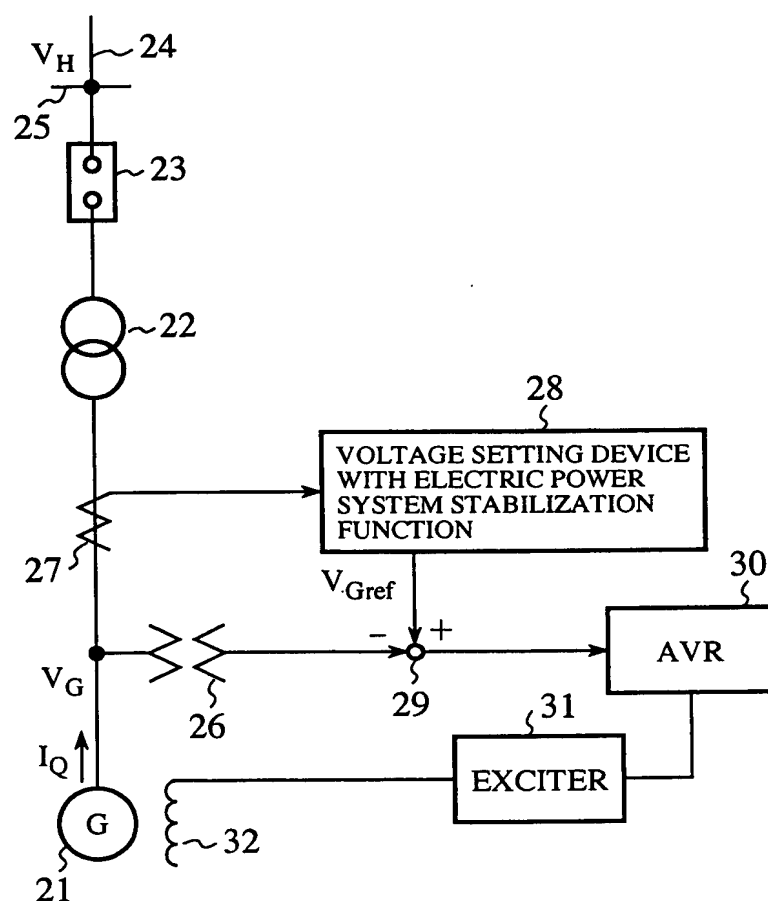 24
V_H
25
23
22
28
VOLTAGE SETTING DEVICE
WITH ELECTRIC POWER
SYSTEM STABILIZATION
FUNCTION
27
V_Gref
30
− +
AVR
V_G
26
29
31
I_Q
EXCITER
G
32
21